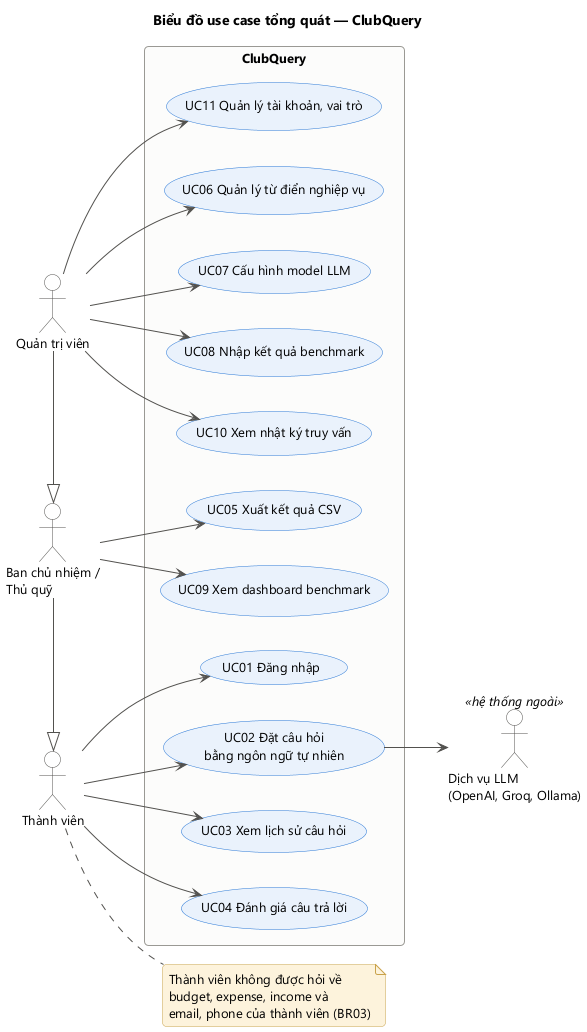 Biểu đồ use case tổng quát — ClubQuery
ClubQuery
UC11 Quản lý tài khoản, vai trò
UC06 Quản lý từ điển nghiệp vụ
UC07 Cấu hình model LLM
UC08 Nhập kết quả benchmark
Quản trị viên
UC10 Xem nhật ký truy vấn
UC05 Xuất kết quả CSV
Ban chủ nhiệm /
Thủ quỹ
UC09 Xem dashboard benchmark
UC01 Đăng nhập
UC02 Đặt câu hỏi
bằng ngôn ngữ tự nhiên
«hệ thống ngoài»
Dịch vụ LLM
(OpenAI, Groq, Ollama)
Thành viên
UC03 Xem lịch sử câu hỏi
UC04 Đánh giá câu trả lời
Thành viên không được hỏi về
budget, expense, income và
email, phone của thành viên (BR03)